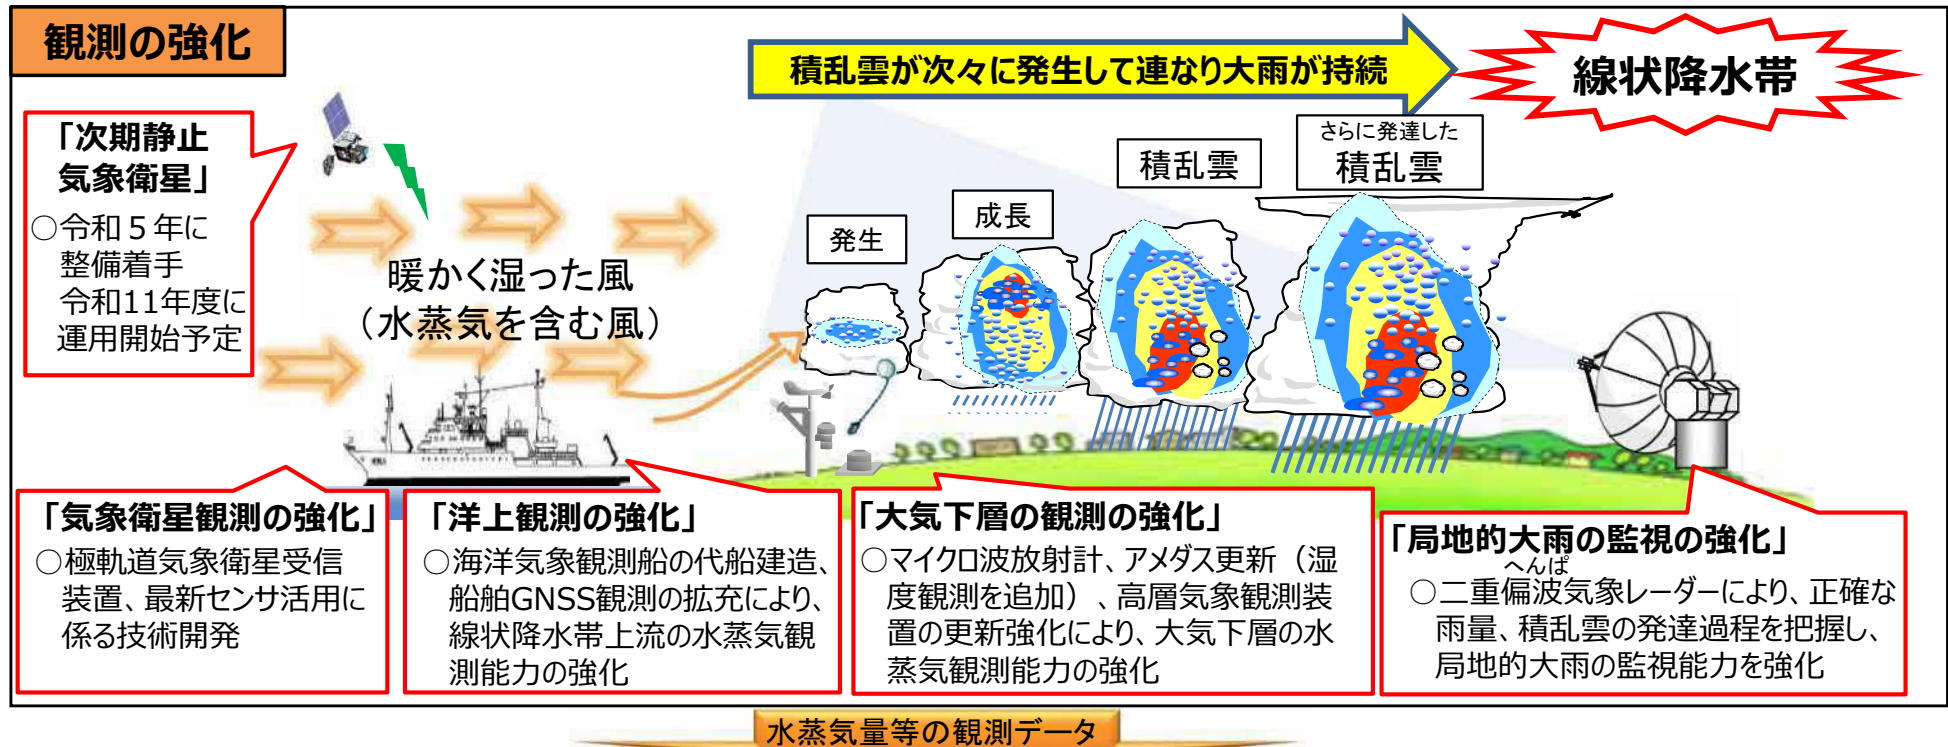 観測の強化
積乱雲が次々に発生して連なり大雨が持続
線状降水帯
「次期静止
気象衛星」
○令和５年に
整備着手
令和11年度に
運用開始予定
暖かく湿った風
（水蒸気を含む風）
発生
成長
積乱雲
さらに発達した
積乱雲
「気象衛星観測の強化」
○極軌道気象衛星受信
装置、最新センサ活用に
係る技術開発
「洋上観測の強化」
○海洋気象観測船の代船建造、
船舶GNSS観測の拡充により、
線状降水帯上流の水蒸気観
測能力の強化
「大気下層の観測の強化」
○マイクロ波放射計、アメダス更新（湿
度観測を追加）、高層気象観測装
置の更新強化により、大気下層の水
蒸気観測能力の強化
「局地的大雨の監視の強化」
へんぱ
○二重偏波気象レーダーにより、正確な
雨量、積乱雲の発達過程を把握し、
局地的大雨の監視能力を強化
水蒸気量等の観測データ